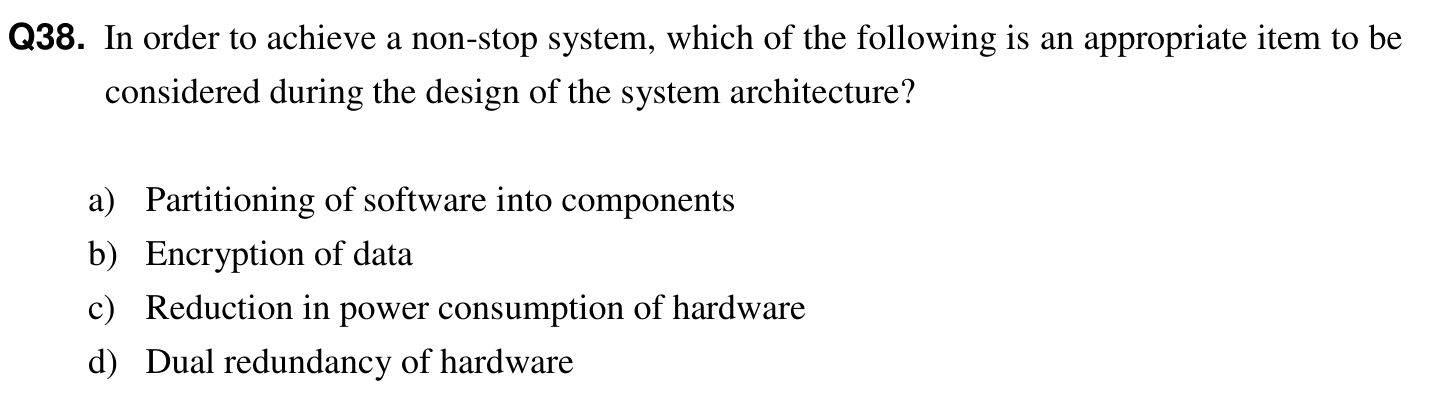 Q38. In order to achieve a non-stop system, which of the following is an appropriate item to be
considered during the design of the system architecture?
a) Partitioning of software into components
b) Encryption of data
c) Reduction in power consumption of hardware
d) Dual redundancy of hardware